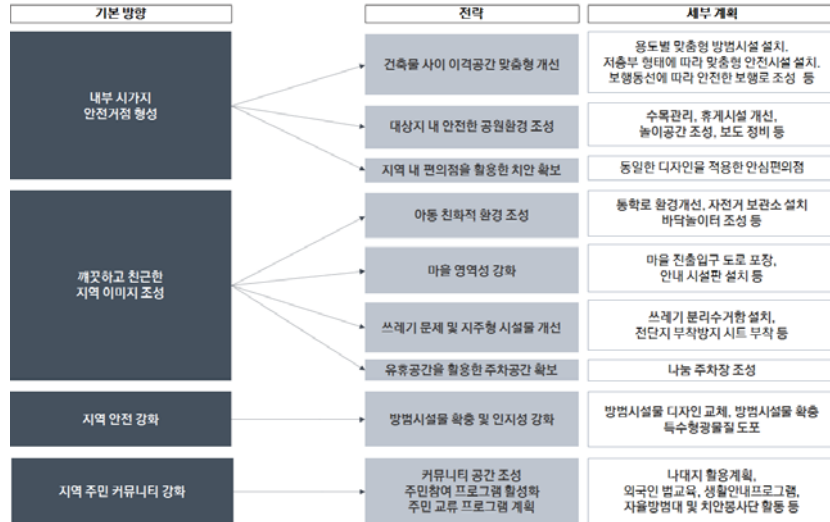 기본 방향
전략
세부 계획
내부 시가지
안전거점 형성
건축물 사이 이격공간 맞춤형 개선
용도별 맞춤형 방범시설 설치.
저층부 형태에 따라 맞춤형 안전시설 설치.
보행동선에 따라 안전한 보행로 조성 등
대상지 내 안전한 공원환경 조성
수목관리, 휴게시설 개선,
놀이공간 조성, 보도 정비 등
지역 내 편의점을 활용한 치안 확보
동일한 디자인을 적용한 안심편의점
깨끗하고 친근한
지역 이미지 조성
아동 친화적 환경 조성
통학로 환경개선, 자전거 보관소 설치
바닥놀이터 조성 등
마을 영역성 강화
마을 진출입구 도로 포장,
안내 시설판 설치 등
쓰레기 문제 및 지주형 시설물 개선
쓰레기 분리수거함 설치,
전단지 부착방지 시트 부착 등
유휴공간을 활용한 주차공간 확보
나눔 주차장 조성
지역 안전 강화
방범시설물 확충 및 인지성 강화
방범시설물 디자인 교체, 방범시설물 확충
특수형광물질 도포
지역 주민 커뮤니티 강화
커뮤니티 공간 조성
주민참여 프로그램 활성화
주민 교류 프로그램 계획
나대지 활용계획,
외국인 법교육, 생활안내프로그램,
자율방범대 및 치안봉사단 활동 등